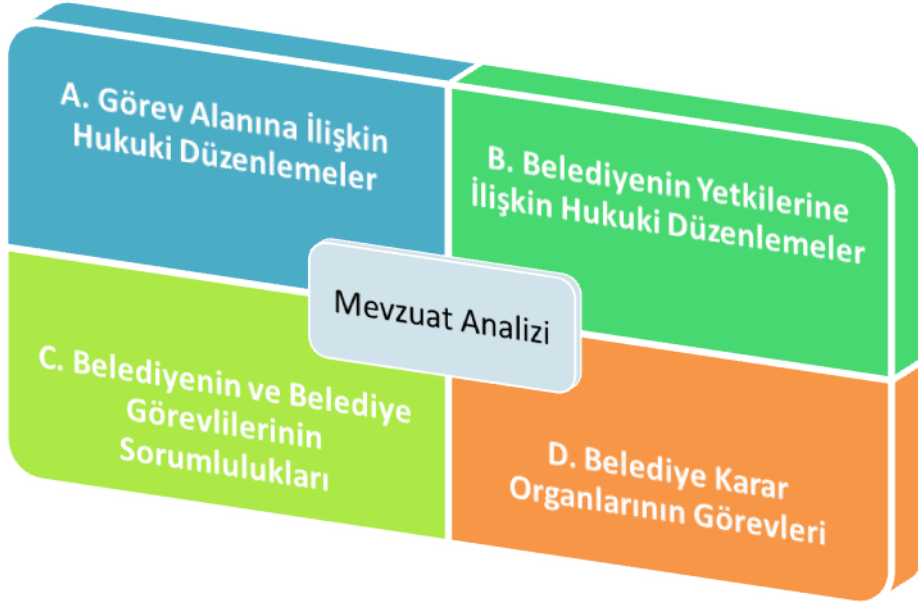 A. Görev Alanına İlişkin
Hukuki Düzenlemeler
B. Belediyenin Yetkilerine
İlişkin Hukuki Düzenlemeler
Mevzuat Analizi
C. Belediyenin ve Belediye
Görevlilerinin
Sorumlulukları
D. Belediye Karar
Organlarının Görevleri